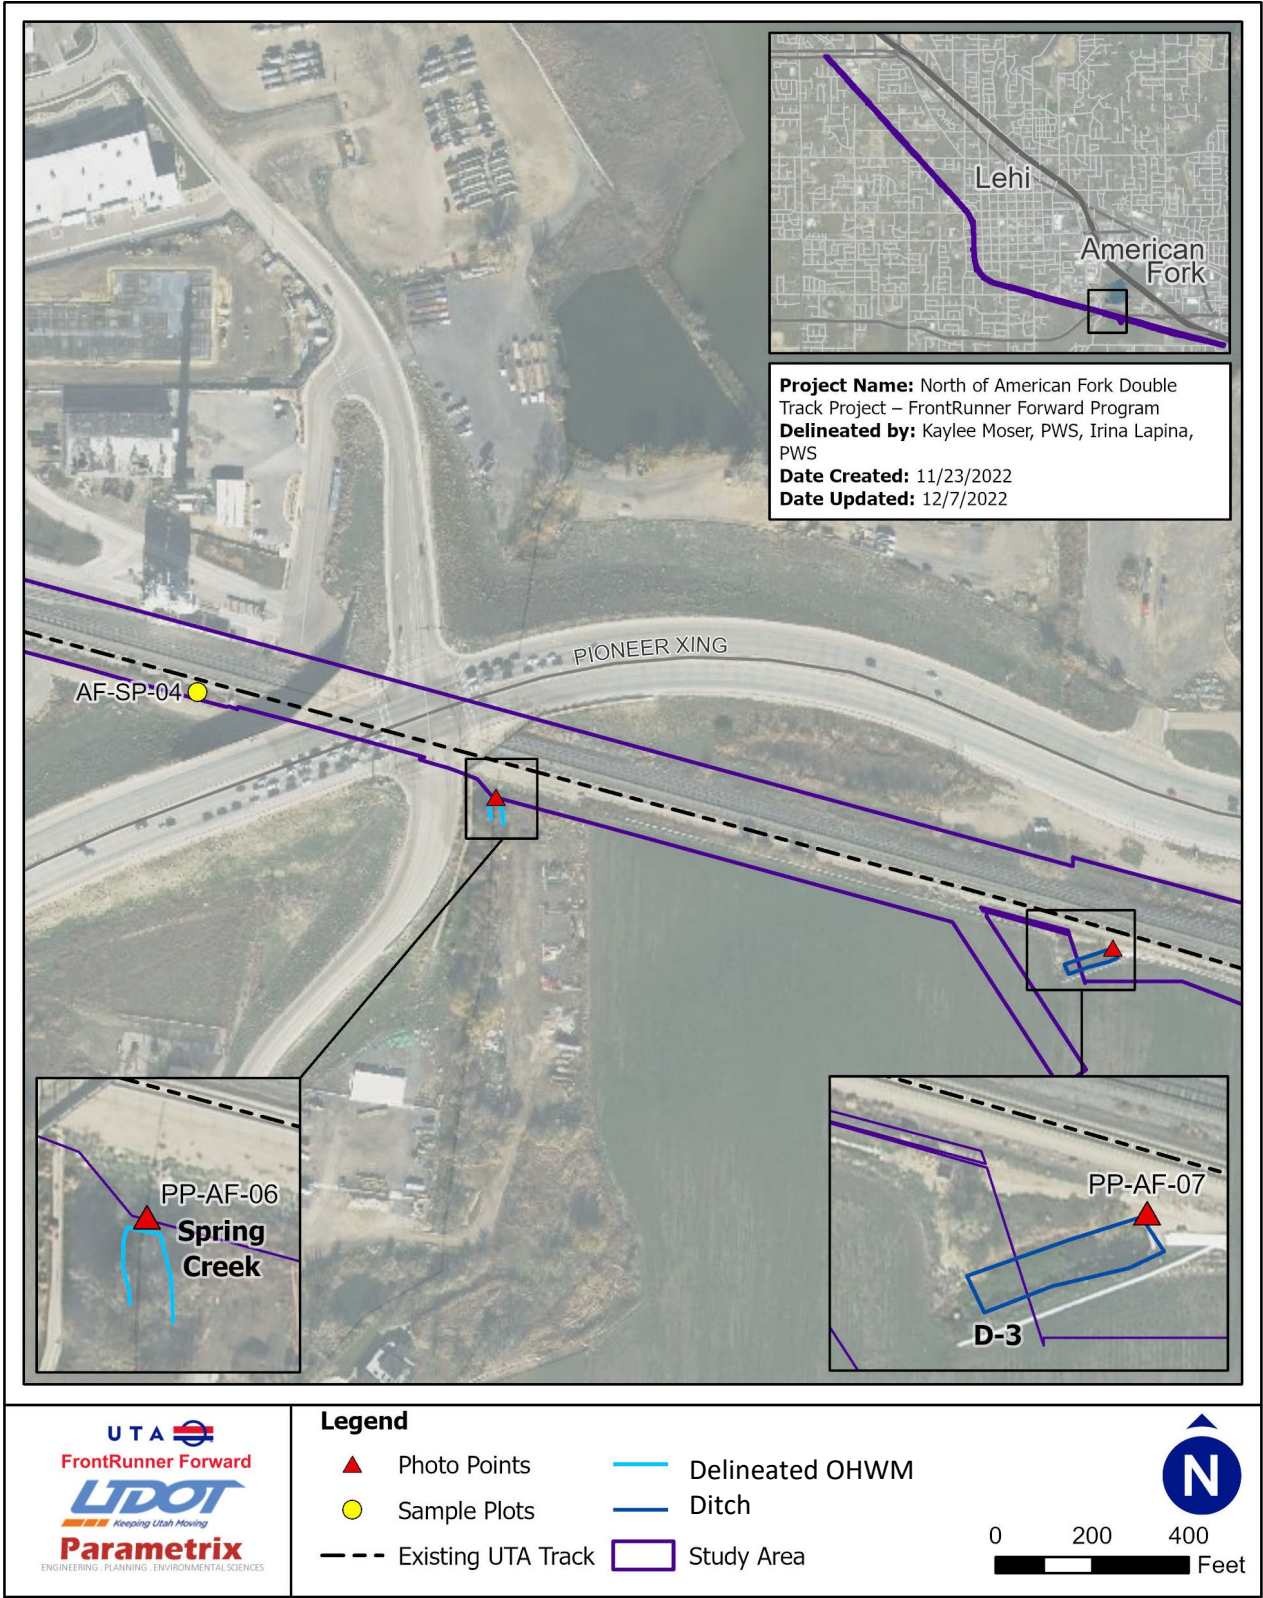 Lehi
American
Fork
Project Name: North of American Fork Double
Track Project – FrontRunner Forward Program
Delineated by: Kaylee Moser, PWS, Irina Lapina,
PWS
Date Created: 11/23/2022
Date Updated: 12/7/2022
PIONEER XING
AF-SP-04
PP-AF-06
Spring
Creek
PP-AF-07
D-3
UTA
FrontRunner Forward
UDOT
Keeping Utah Moving
Parametrix
ENGINEERING . PLANNING . ENVIRONMENTAL SCIENCES
Legend
Photo Points
Sample Plots
Existing UTA Track
Delineated OHWM
Ditch
Study Area
N
0 200 400
Feet